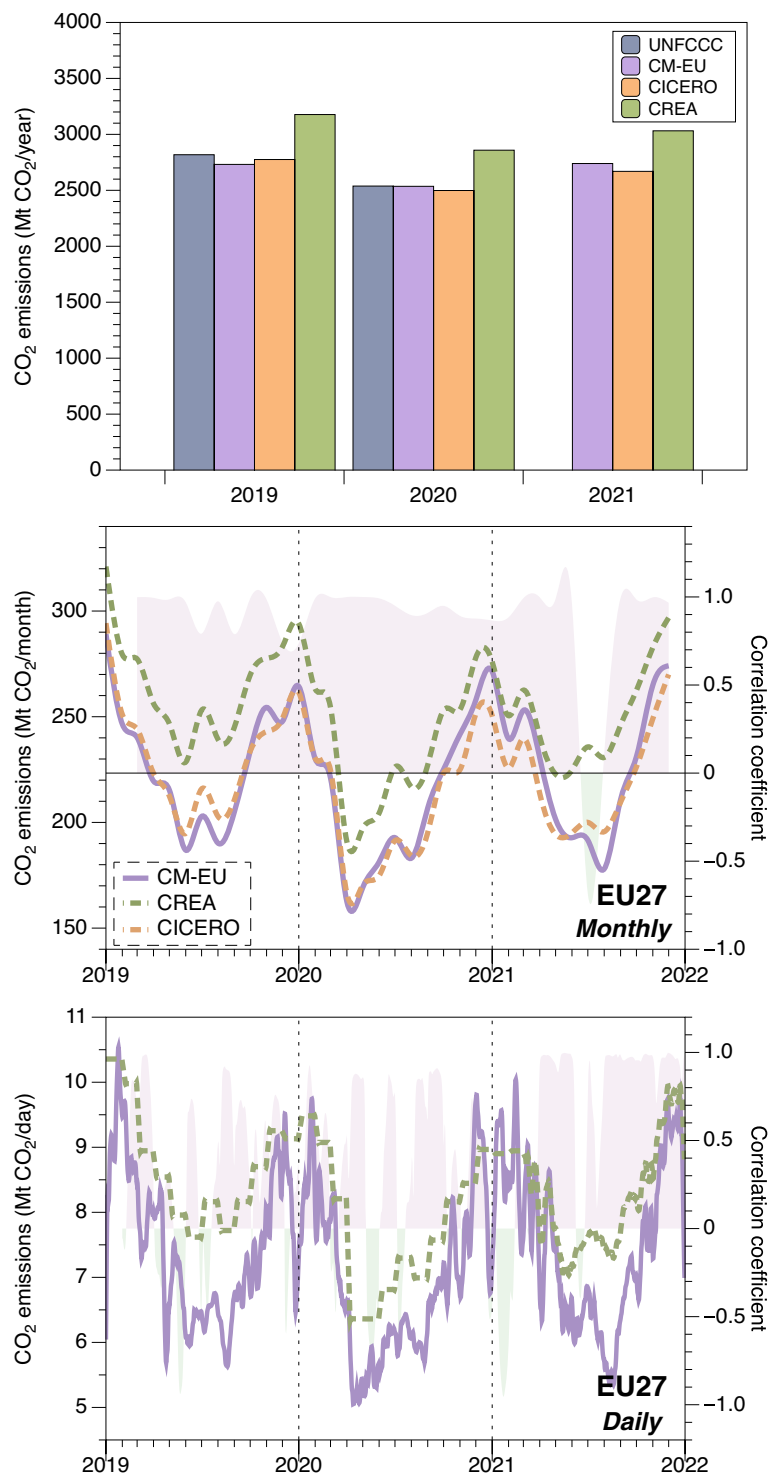 4000
3500
3000
2500
2000
1500
1000
500
0
CO2 emissions (Mt CO2/year)
UNFCCC
CM-EU
CICERO
CREA
2019 2020 2021
300
250
200
150
CO2 emissions (Mt CO2/month)
1.0
0.5
0
−0.5
−1.0
Correlation coefficient
CM-EU
CREA
CICERO
EU27
Monthly
2019 2020 2021 2022
11
10
9
8
7
6
5
CO2 emissions (Mt CO2/day)
1.0
0.5
0
−0.5
−1.0
Correlation coefficient
EU27
Daily
2019 2020 2021 2022